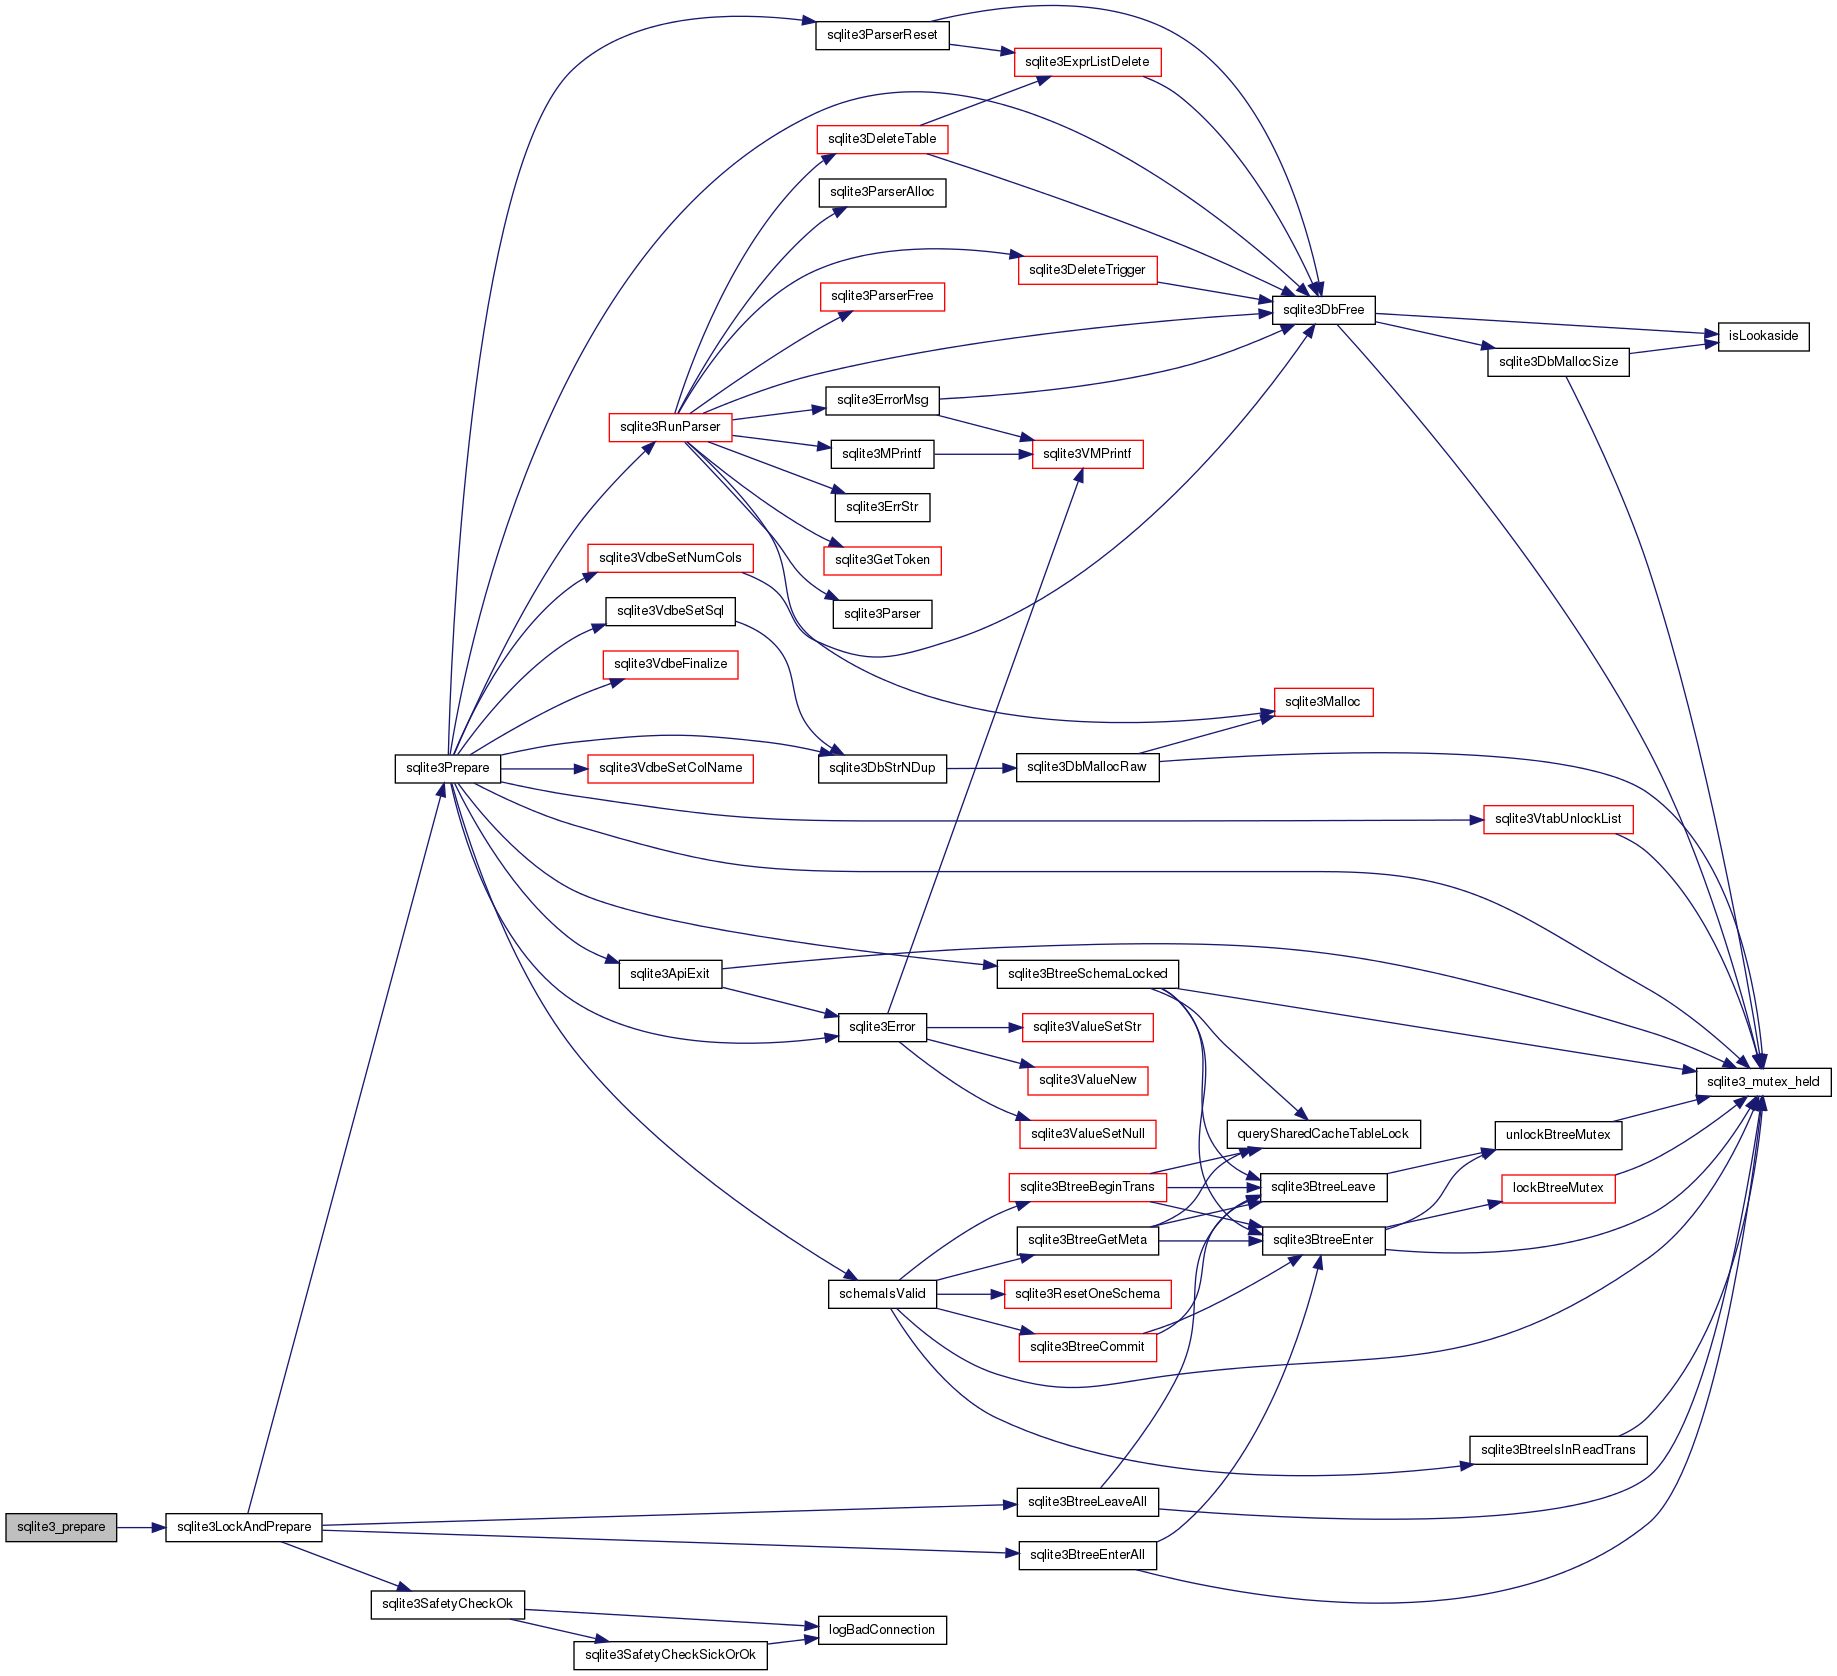 sqlite3ParserReset
sqlite3ExprListDelete
sqlite3DeleteTable
sqlite3ParserAlloc
sqlite3DeleteTrigger
sqlite3ParserFree
sqlite3DbFree
isLookaside
sqlite3DbMallocSize
sqlite3ErrorMsg
sqlite3RunParser
sqlite3MPrintf
sqlite3VMPrintf
sqlite3ErrStr
sqlite3VdbeSetNumCols
sqlite3GetToken
sqlite3VdbeSetSql
sqlite3Parser
sqlite3VdbeFinalize
sqlite3Malloc
sqlite3Prepare
sqlite3VdbeSetColName
sqlite3DbStrNDup
sqlite3DbMallocRaw
sqlite3VtabUnlockList
sqlite3ApiExit
sqlite3BtreeSchemaLocked
sqlite3Error
sqlite3ValueSetStr
sqlite3ValueNew
sqlite3_mutex_held
sqlite3ValueSetNull
querySharedCacheTableLock
unlockBtreeMutex
sqlite3BtreeBeginTrans
sqlite3BtreeLeave
lockBtreeMutex
sqlite3BtreeGetMeta
sqlite3BtreeEnter
schemaIsValid
sqlite3ResetOneSchema
sqlite3BtreeCommit
sqlite3BtreeIsInReadTrans
sqlite3BtreeLeaveAll
sqlite3_prepare
sqlite3LockAndPrepare
sqlite3BtreeEnterAll
sqlite3SafetyCheckOk
logBadConnection
sqlite3SafetyCheckSickOrOk